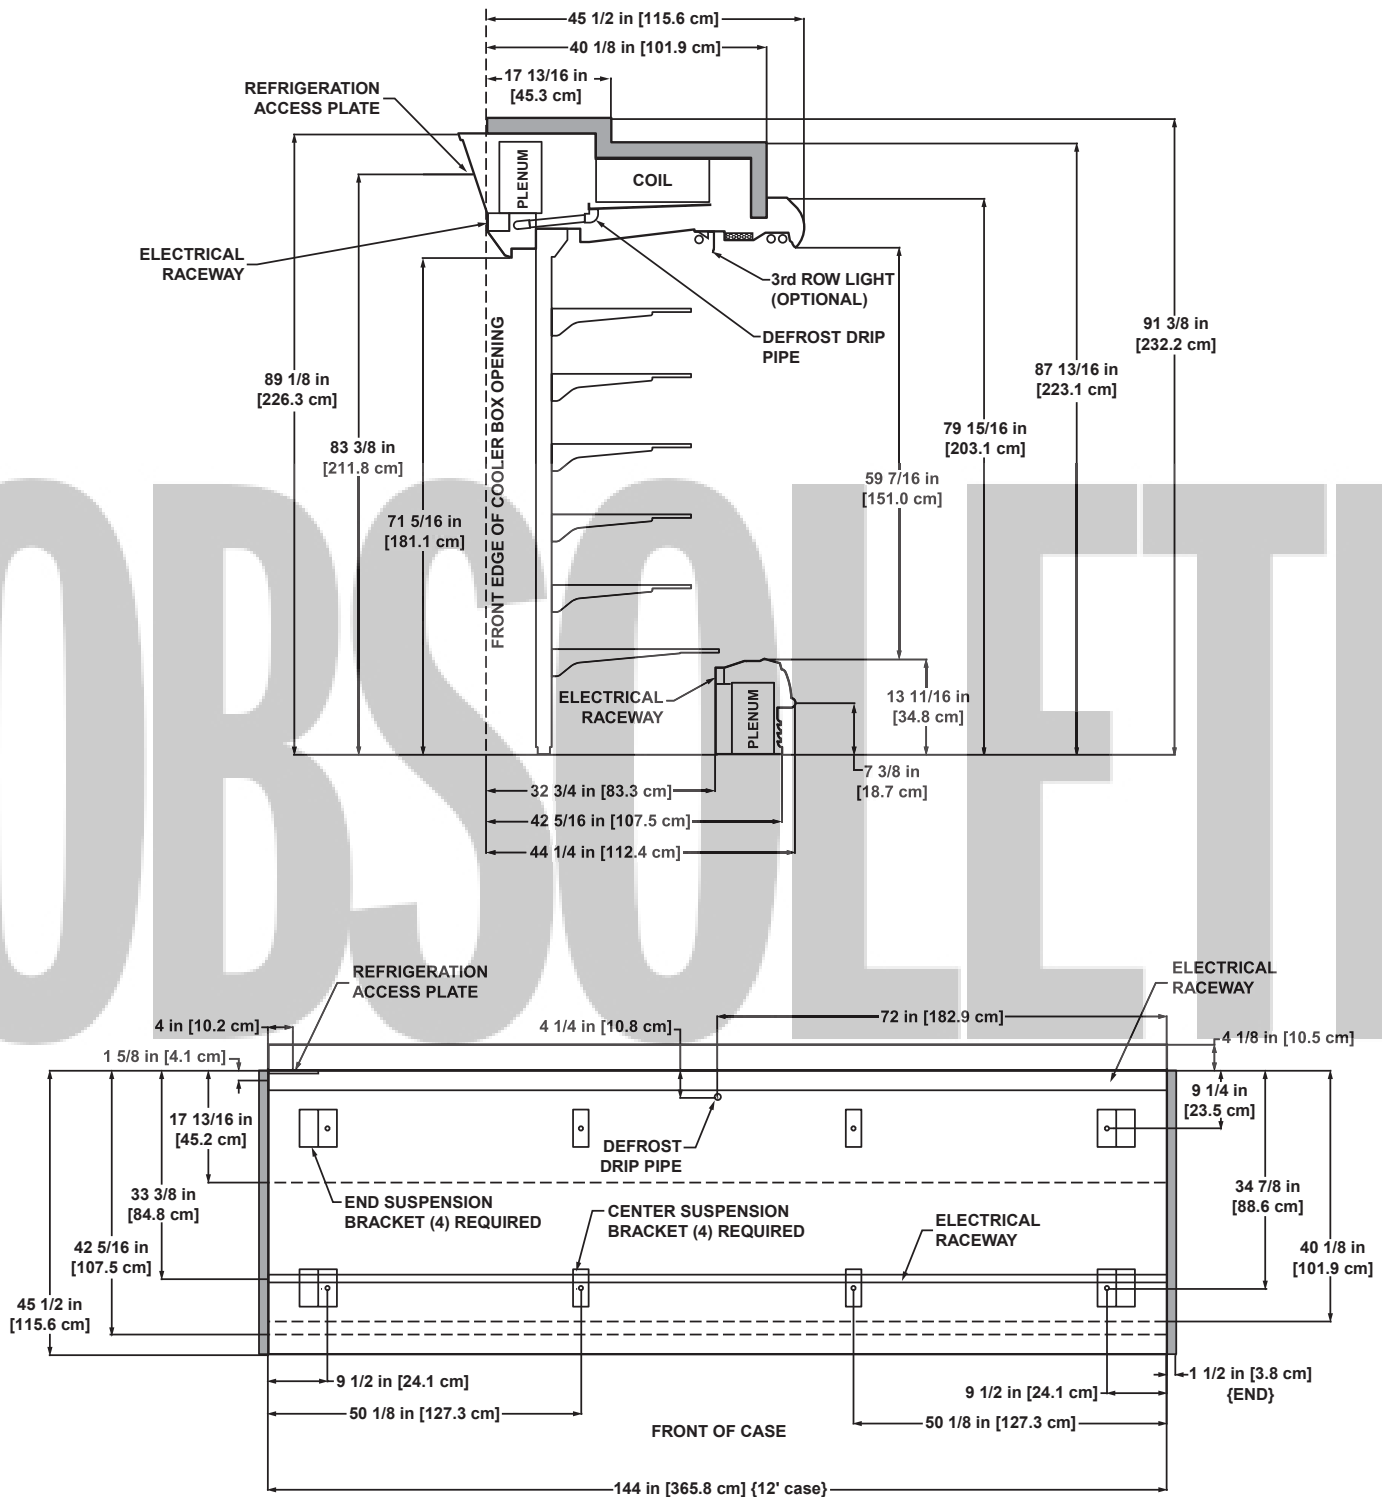 45 1/2 in [115.6 cm]
40 1/8 in [101.9 cm]
17 13/16 in
[45.3 cm]
REFRIGERATION
ACCESS PLATE
PLENUM
COIL
ELECTRICAL
RACEWAY
3rd ROW LIGHT
(OPTIONAL)
DEFROST DRIP
PIPE
FRONT EDGE OF COOLER BOX OPENING
91 3/8 in
[232.2 cm]
87 13/16 in
[223.1 cm]
89 1/8 in
[226.3 cm]
79 15/16 in
[203.1 cm]
83 3/8 in
[211.8 cm]
59 7/16 in
[151.0 cm]
71 5/16 in
[181.1 cm]
OBSOLETE
ELECTRICAL
RACEWAY
PLENUM
13 11/16 in
[34.8 cm]
7 3/8 in
[18.7 cm]
32 3/4 in [83.3 cm]
42 5/16 in [107.5 cm]
44 1/4 in [112.4 cm]
REFRIGERATION
ACCESS PLATE
ELECTRICAL
RACEWAY
4 in [10.2 cm]
4 1/4 in [10.8 cm]
72 in [182.9 cm]
4 1/8 in [10.5 cm]
1 5/8 in [4.1 cm]
9 1/4 in
[23.5 cm]
17 13/16 in
[45.2 cm]
DEFROST
DRIP PIPE
33 3/8 in
[84.8 cm]
END SUSPENSION
BRACKET (4) REQUIRED
CENTER SUSPENSION
BRACKET (4) REQUIRED
ELECTRICAL
RACEWAY
34 7/8 in
[88.6 cm]
42 5/16 in
[107.5 cm]
40 1/8 in
[101.9 cm]
45 1/2 in
[115.6 cm]
9 1/2 in [24.1 cm]
9 1/2 in [24.1 cm]
1 1/2 in [3.8 cm]
{END}
50 1/8 in [127.3 cm]
50 1/8 in [127.3 cm]
FRONT OF CASE
144 in [365.8 cm] {12' case}